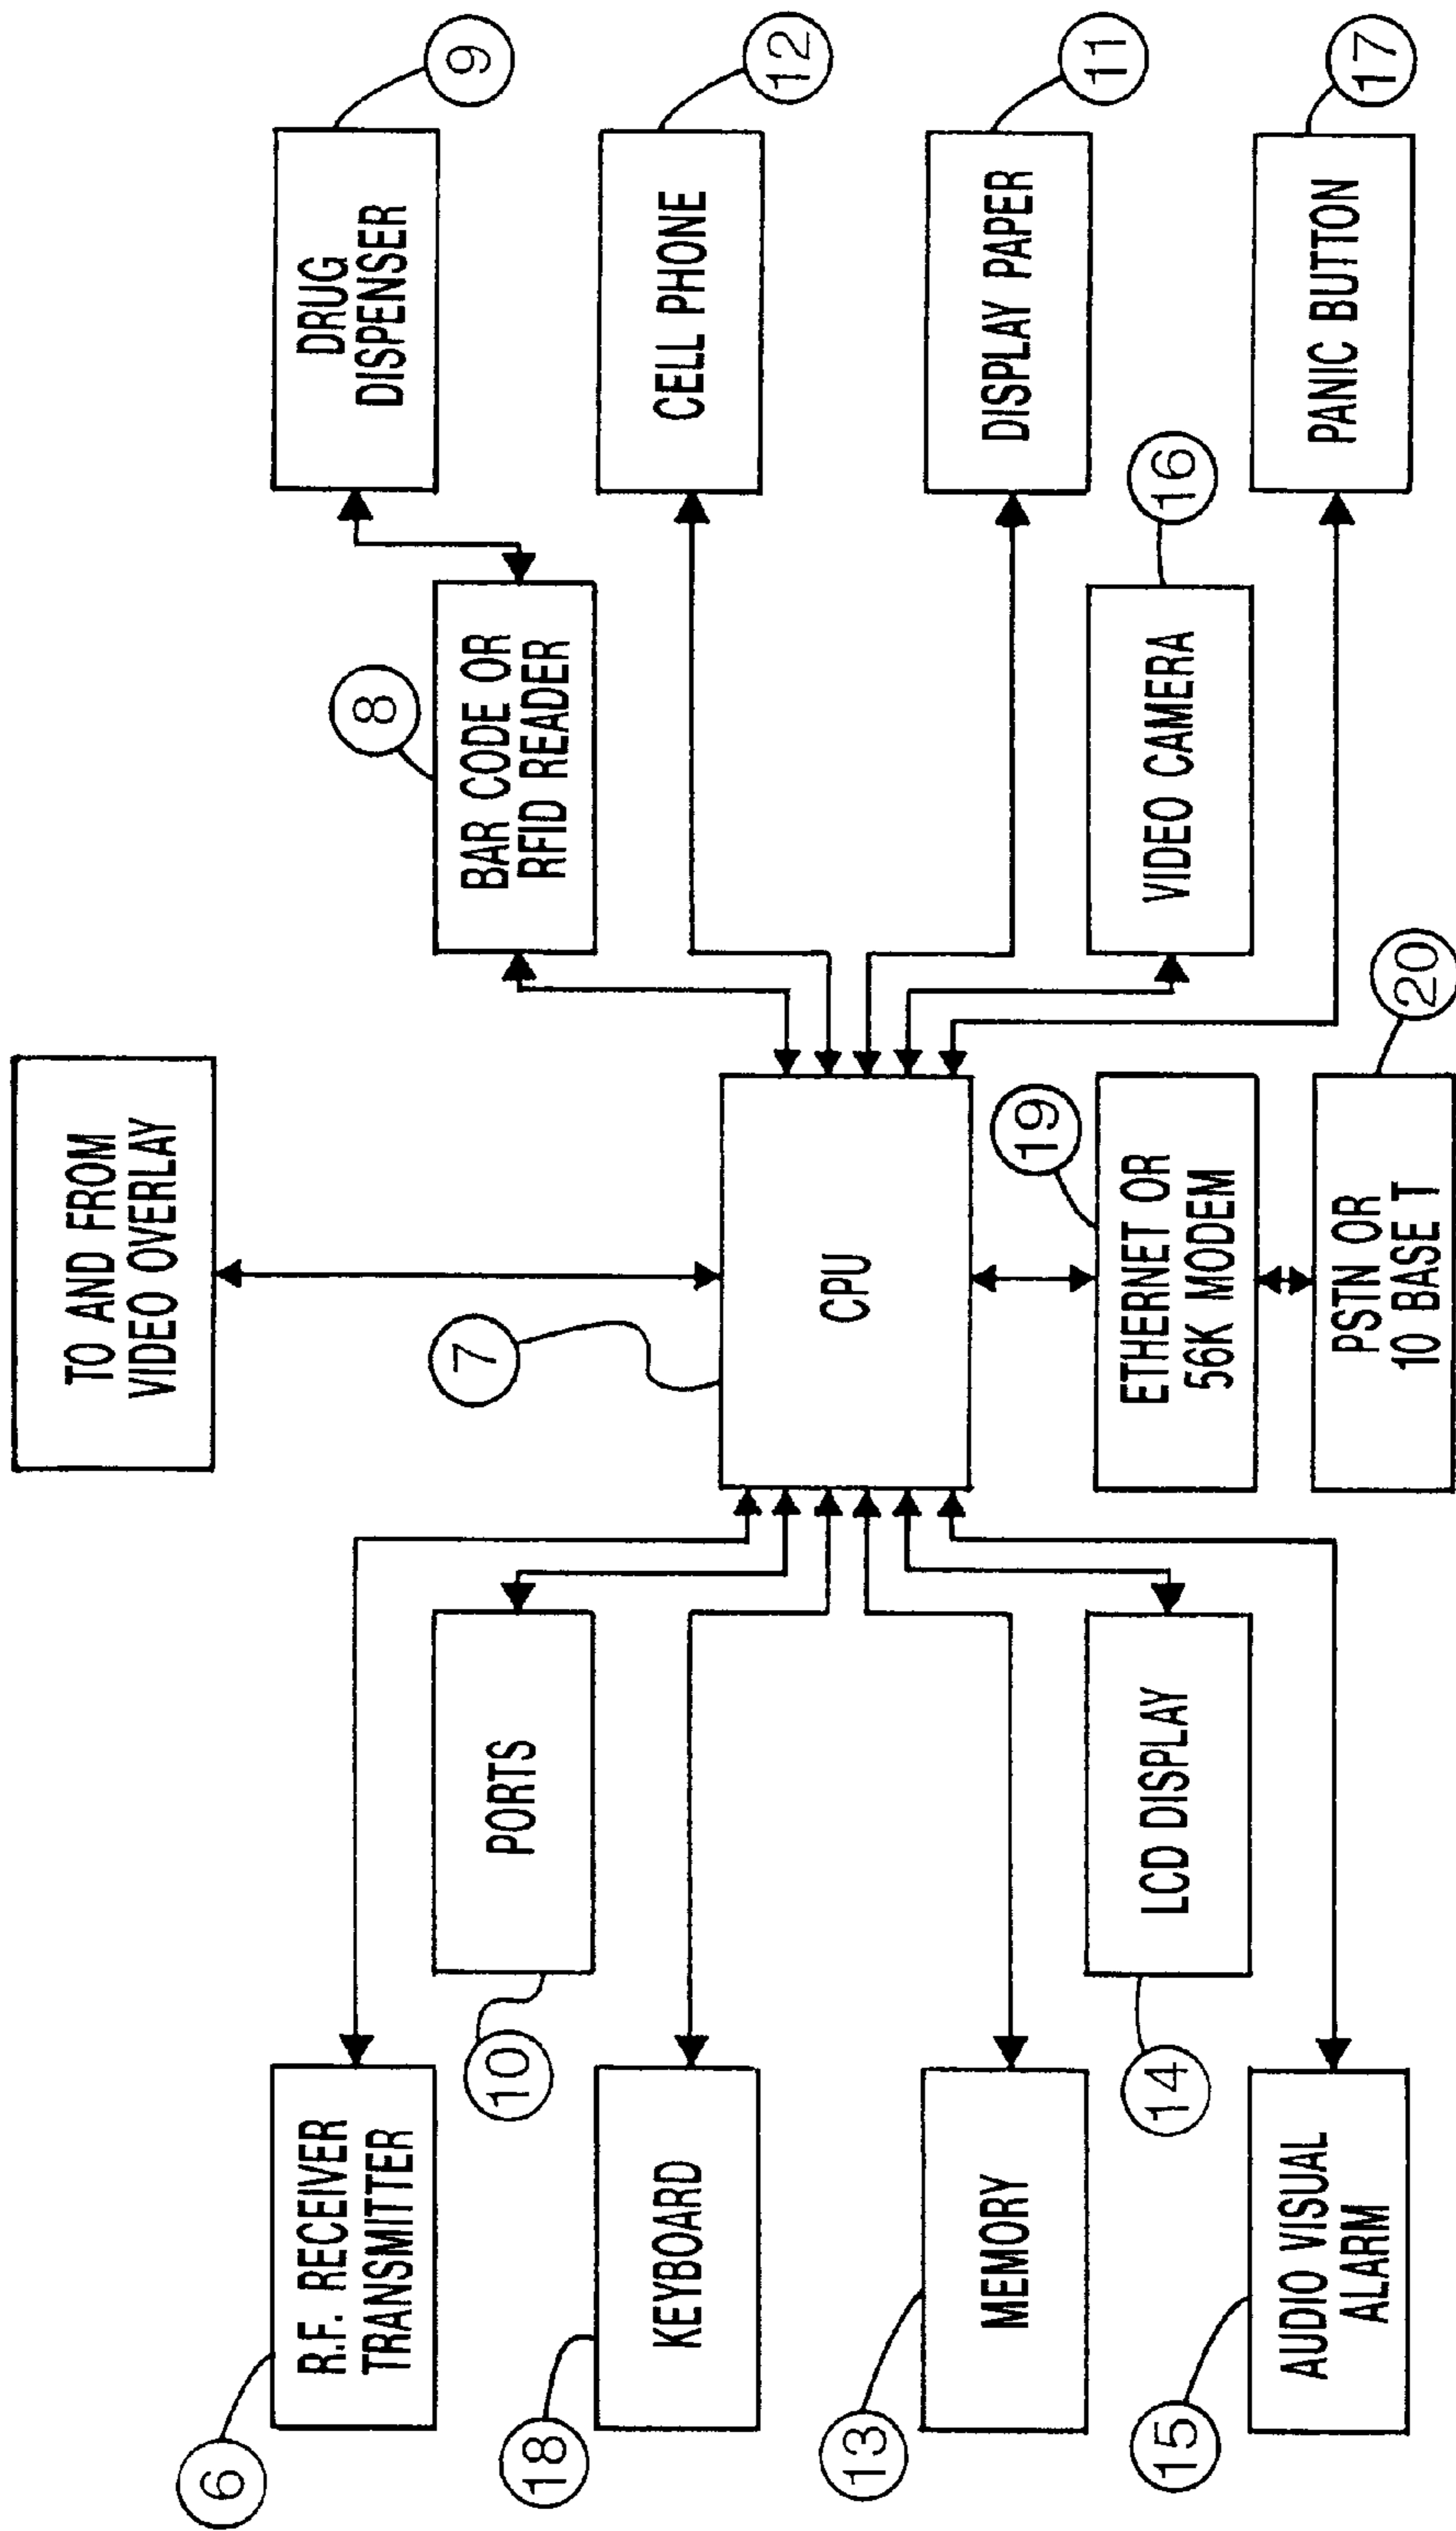 TO AND FROM
VIDEO OVERLAY
6
R.F. RECEIVER
TRANSMITTER
10
PORTS
18
KEYBOARD
13
MEMORY
14
LCD DISPLAY
15
AUDIO VISUAL
ALARM
7
CPU
19
ETHERNET OR
56K MODEM
20
PSTN OR
10 BASE T
8
BAR CODE OR
RFID READER
9
DRUG
DISPENSER
12
CELL PHONE
11
DISPLAY PAPER
16
VIDEO CAMERA
17
PANIC BUTTON